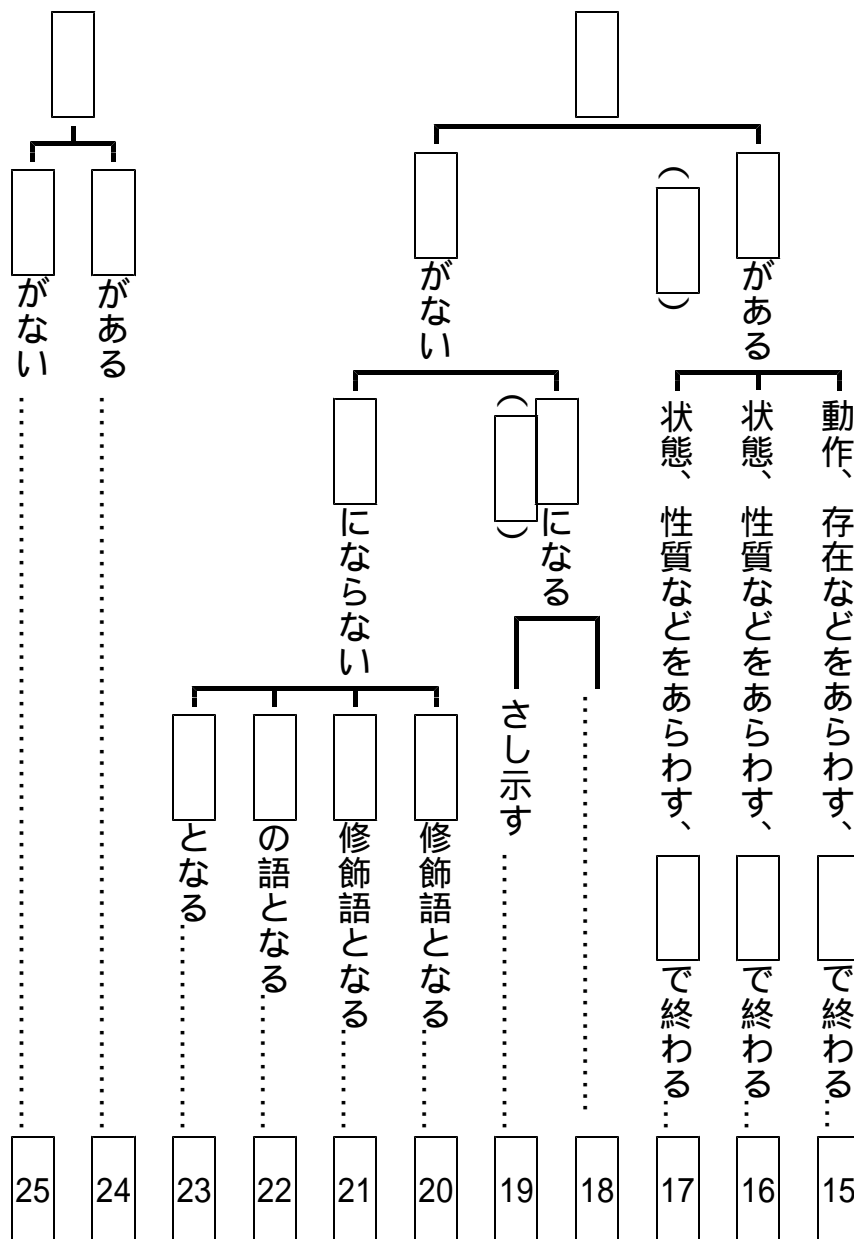 動作、存在などをあらわす、
で終わる
15
がある
状態、性質などをあらわす、
で終わる
16
( )
状態、性質などをあらわす、
で終わる
17
になる
18
( )
さし示す
19
がない
修飾語となる
20
にならない
修飾語となる
21
の語となる
22
となる
23
がある
24
がない
25